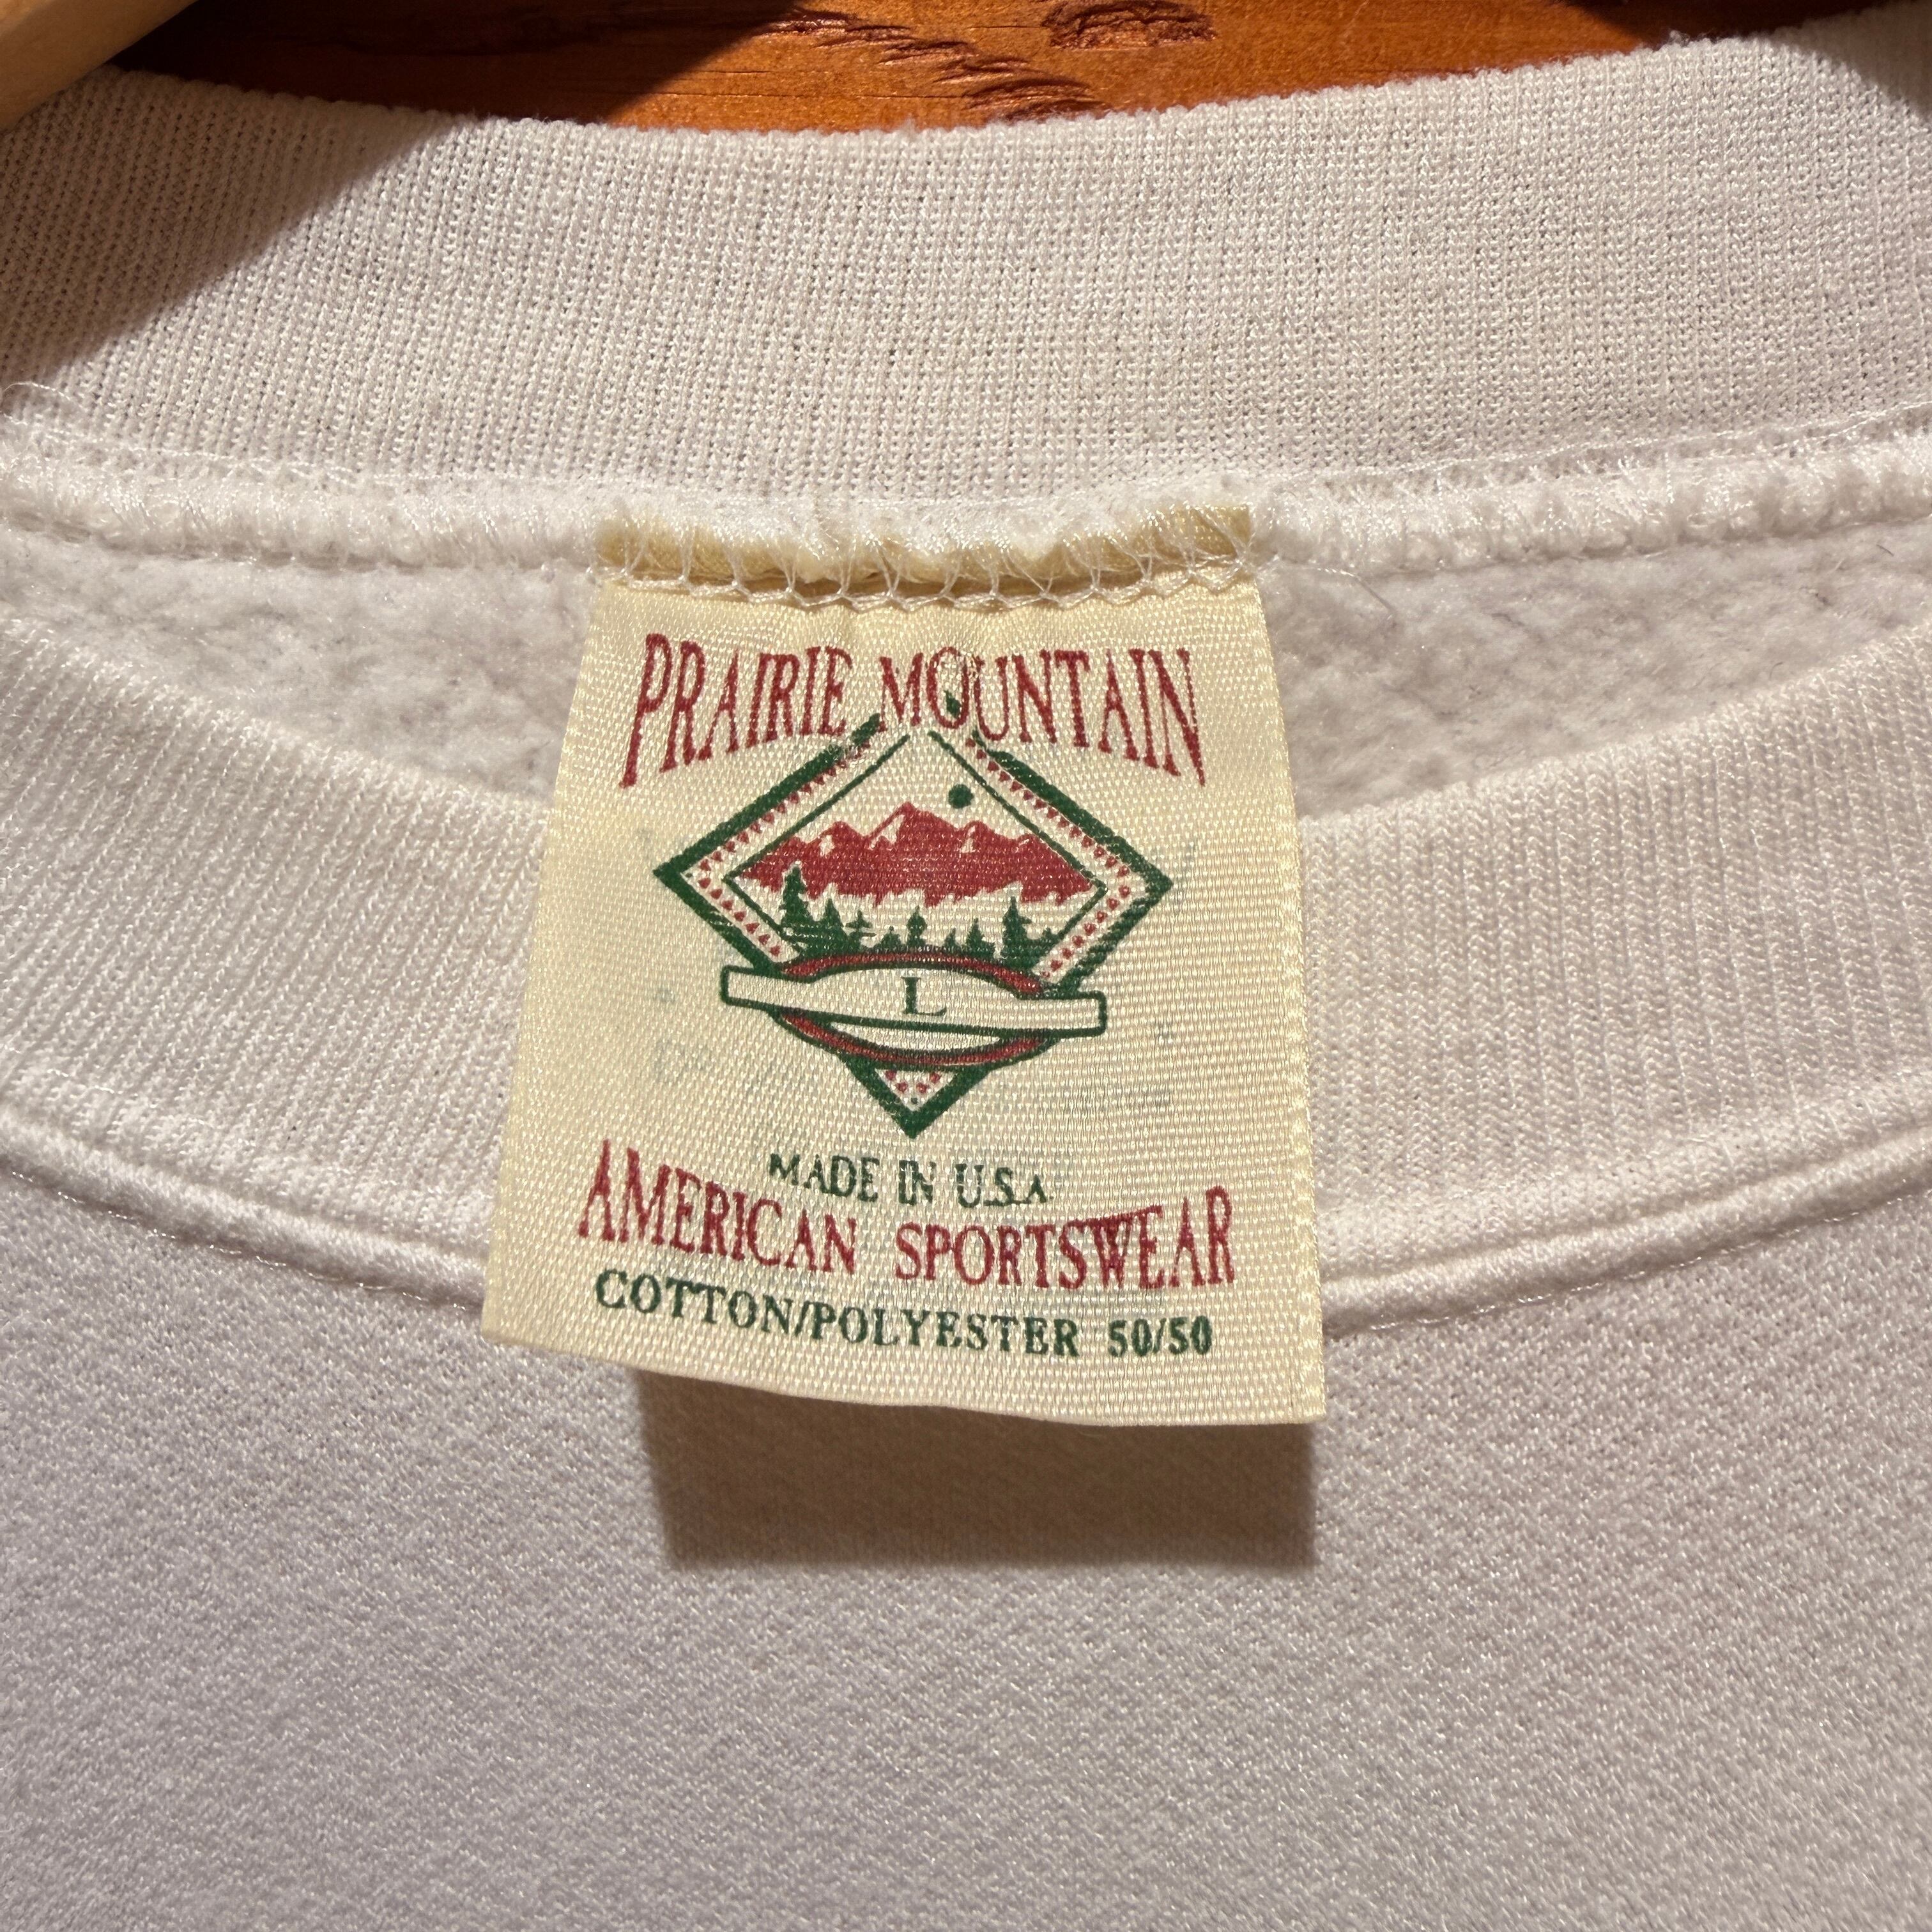 PRAIRIE MOUNTAIN
L
MADE IN U.S.A.
AMERICAN SPORTSWEAR
COTTON/POLYESTER 50/50